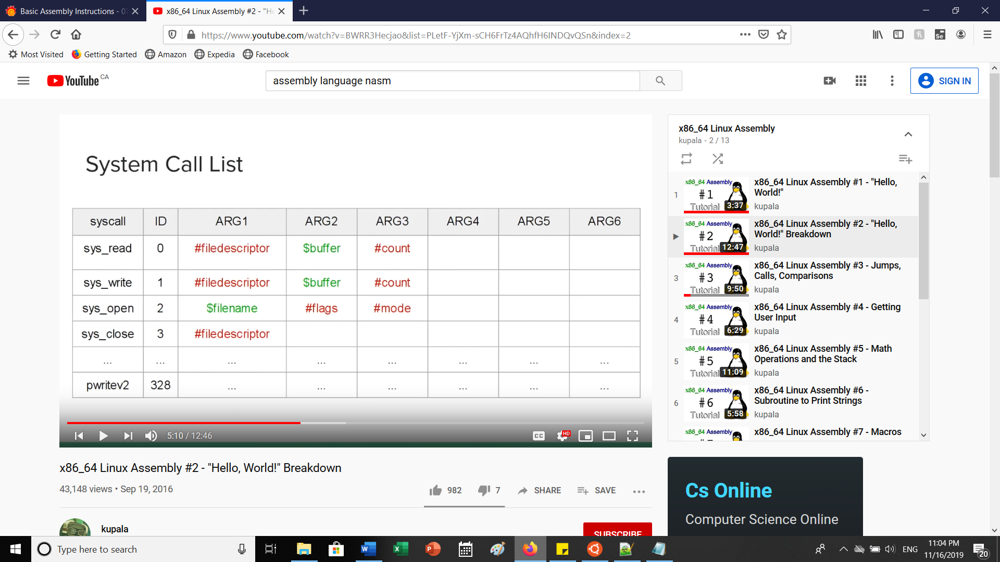 Basic Assembly Instructions - 07
x86_64 Linux Assembly #2 - "He
https://www.youtube.com/watch?v=BWRR3Hecjao&list=PLetF-YjXm-sCH6FrTz4AQhfH6INDQvQSn&index=2
Most Visited Getting Started Amazon Expedia Facebook
YouTube CA
assembly language nasm
SIGN IN
System Call List
syscall ID ARG1 ARG2 ARG3 ARG4 ARG5 ARG6
sys_read 0 #filedescriptor $buffer #count
sys_write 1 #filedescriptor $buffer #count
sys_open 2 $filename #flags #mode
sys_close 3 #filedescriptor
... ... ... ... ... ... ... ...
pwritev2 328 ... ... ... ... ... ...
5:10 / 12:46
CC
HD
x86_64 Linux Assembly #2 - "Hello, World!" Breakdown
43,148 views • Sep 19, 2016
982 7 SHARE SAVE
kupala
SUBSCRIBE
x86_64 Linux Assembly
kupala - 2 / 13
1
x86_64 Assembly
#1
Tutorial
3:37
x86_64 Linux Assembly #1 - "Hello,
World!"
kupala
x86_64 Assembly
#2
Tutorial
12:47
x86_64 Linux Assembly #2 - "Hello,
World!" Breakdown
kupala
3
x86_64 Assembly
#3
Tutorial
9:50
x86_64 Linux Assembly #3 - Jumps,
Calls, Comparisons
kupala
4
x86_64 Assembly
#4
Tutorial
6:29
x86_64 Linux Assembly #4 - Getting
User Input
kupala
5
x86_64 Assembly
#5
Tutorial
11:09
x86_64 Linux Assembly #5 - Math
Operations and the Stack
kupala
6
x86_64 Assembly
#6
Tutorial
5:58
x86_64 Linux Assembly #6 -
Subroutine to Print Strings
kupala
x86_64 Assembly
x86_64 Linux Assembly #7 - Macros
Cs Online
Computer Science Online
Type here to search
ENG
11:04 PM
11/16/2019
20